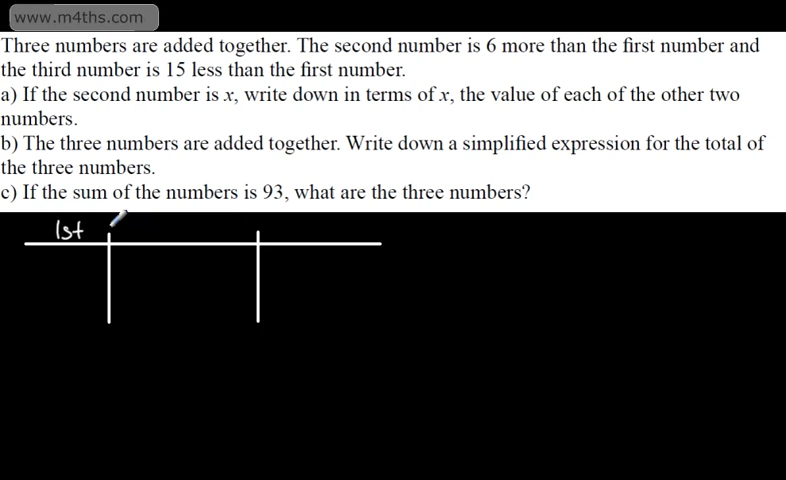 www.m4ths.com
Three numbers are added together. The second number is 6 more than the first number and
the third number is 15 less than the first number.
a) If the second number is x, write down in terms of x, the value of each of the other two
numbers.
b) The three numbers are added together. Write down a simplified expression for the total of
the three numbers.
c) If the sum of the numbers is 93, what are the three numbers?
1st